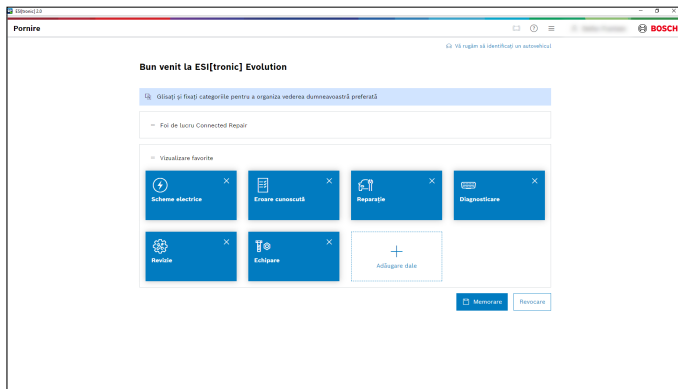 ESI[tronic] 2.0
Pornire
BOSCH
Vă rugăm să identificați un autovehicul
Bun venit la ESI[tronic] Evolution
Glisați și fixați categoriile pentru a organiza vederea dumneavoastră preferată
Foi de lucru Connected Repair
Vizualizare favorite
Scheme electrice
Eroare cunoscută
Reparație
Diagnosticare
Revizie
Echipare
Adăugare date
Memorare
Revocare